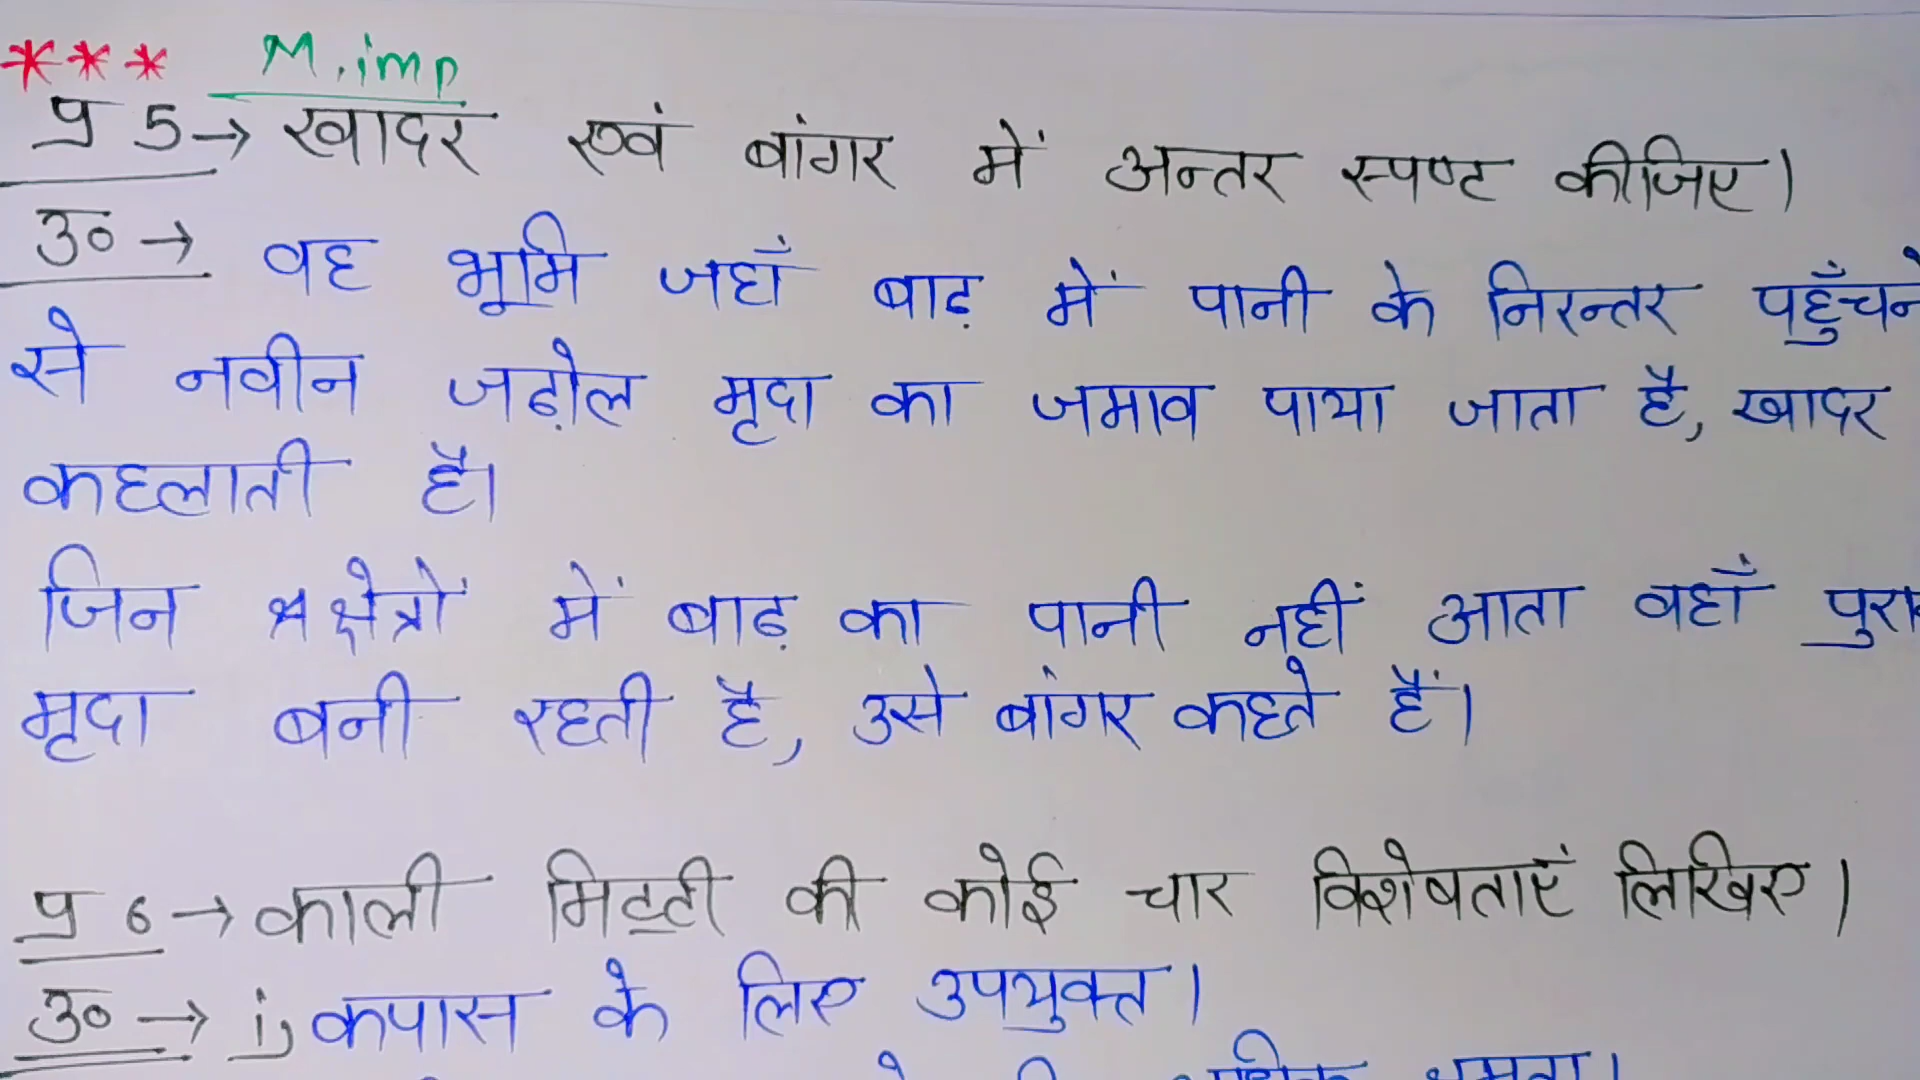 *** M.imp
प्र 5→ खादर एवं बांगर में अन्तर स्पष्ट कीजिए।
उ० → वह भूमि जहाँ बाढ़ में पानी के निरन्तर पहुँचने
से नवीन जढ़ोल मृदा का जमाव पाया जाता है, खादर
कहलाती है।
जिन क्षेत्रों में बाढ़ का पानी नहीं आता वहाँ
मृदा बनी रहती है, उसे बांगर कहते हैं।
प्र 6 → काली मिट्टी की कोई चार विशेषताएं लिखिए।
उ० → i, कपास के लिए उपयुक्त।